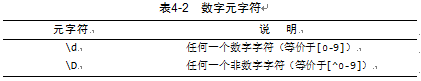 表4-2 数字元字符
元字符 说 明
\d 任何一个数字字符（等价于[o-9]）
\D 任何一个非数字字符（等价于[^o-9]）